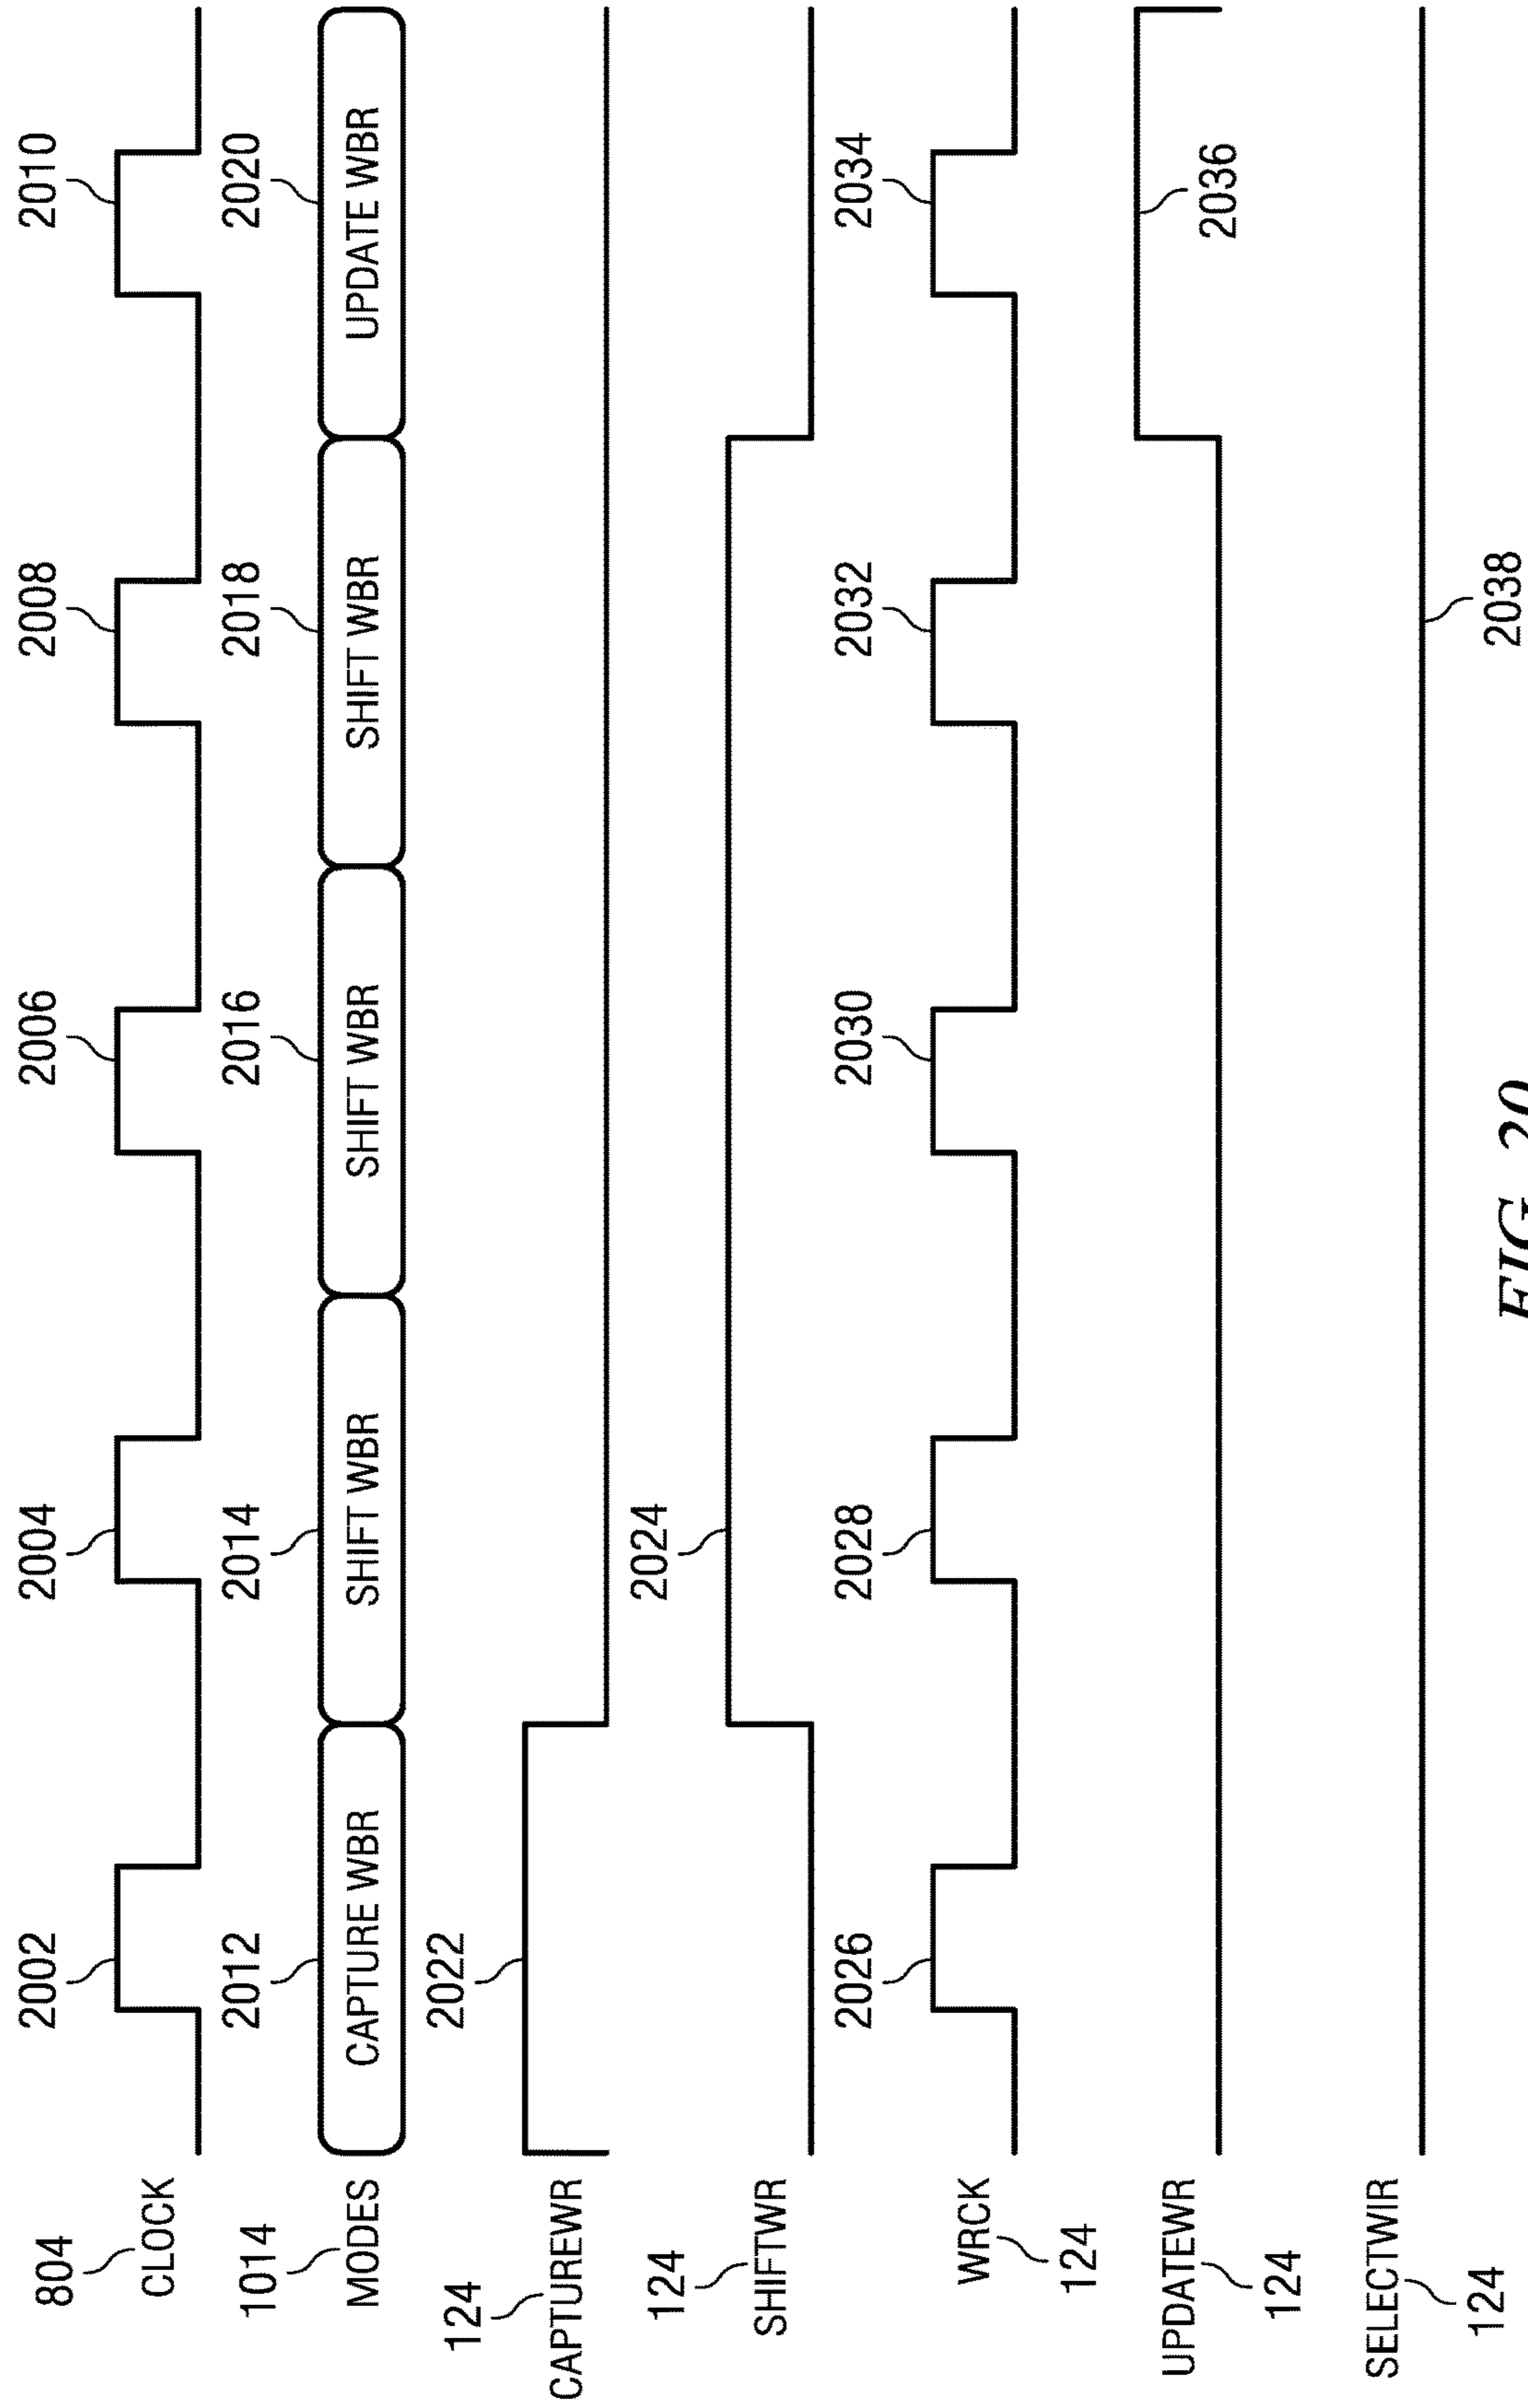 2002 2004 2006 2008 2010
804
CLOCK
2012 2014 2016 2018 2020
1014
MODES
CAPTURE WBR SHIFT WBR SHIFT WBR SHIFT WBR UPDATE WBR
2022
124
CAPTUREWR
2024
124
SHIFTWR
2026 2028 2030 2032 2034
WRCK
124
UPDATEWR
2036
124
SELECTWIR
2038
124
FIG. 20